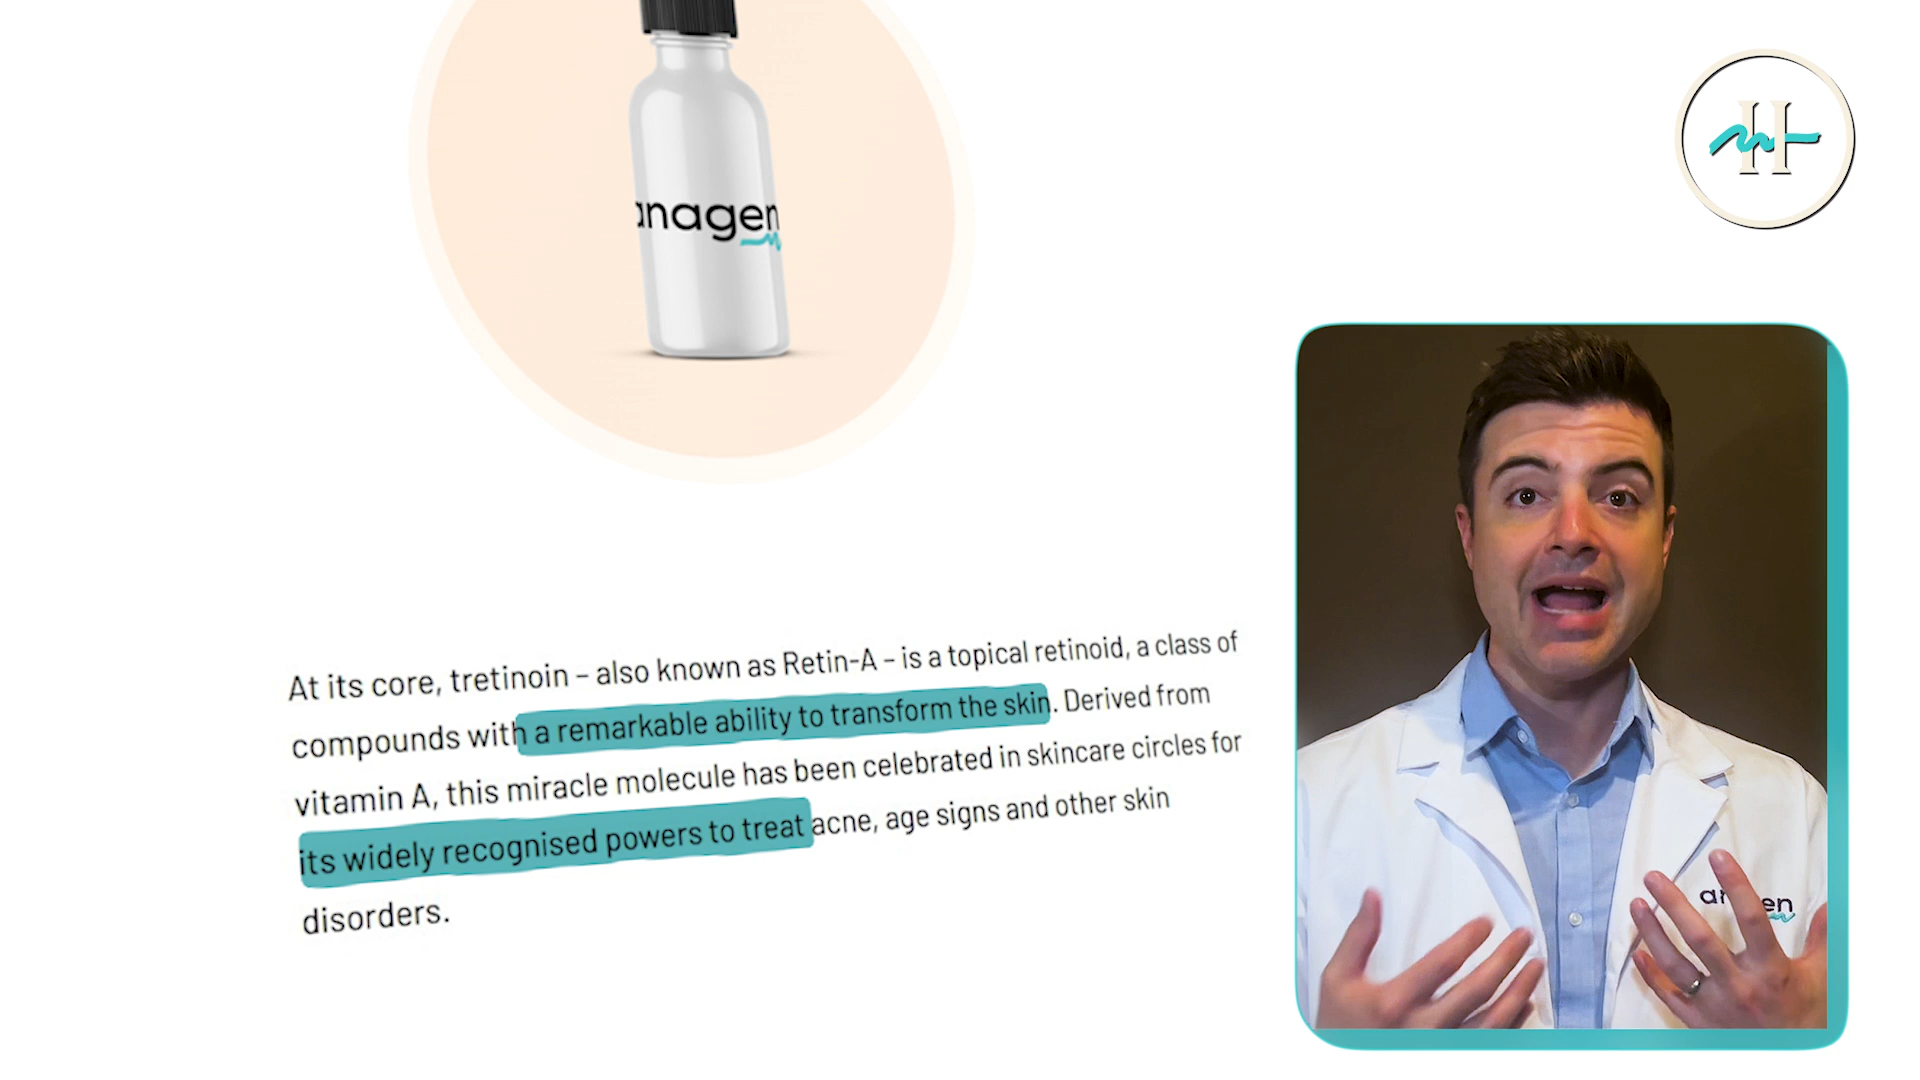 anagen
H
At its core, tretinoin – also known as Retin-A – is a topical retinoid, a class of
compounds with a remarkable ability to transform the skin. Derived from
vitamin A, this miracle molecule has been celebrated in skincare circles for
its widely recognised powers to treat acne, age signs and other skin
disorders.